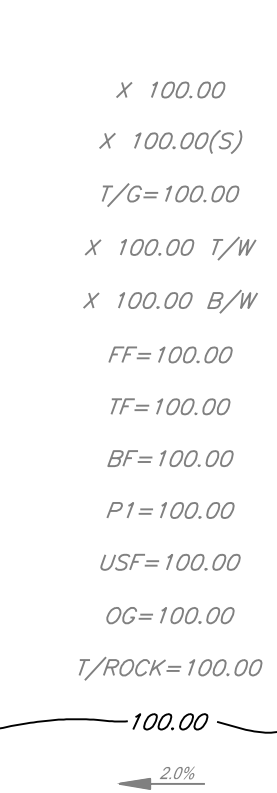 X 100.00
X 100.00(S)
T/G=100.00
X 100.00 T/W
X 100.00 B/W
FF=100.00
TF=100.00
BF=100.00
P1=100.00
USF=100.00
OG=100.00
T/ROCK=100.00
100.00
2.0%